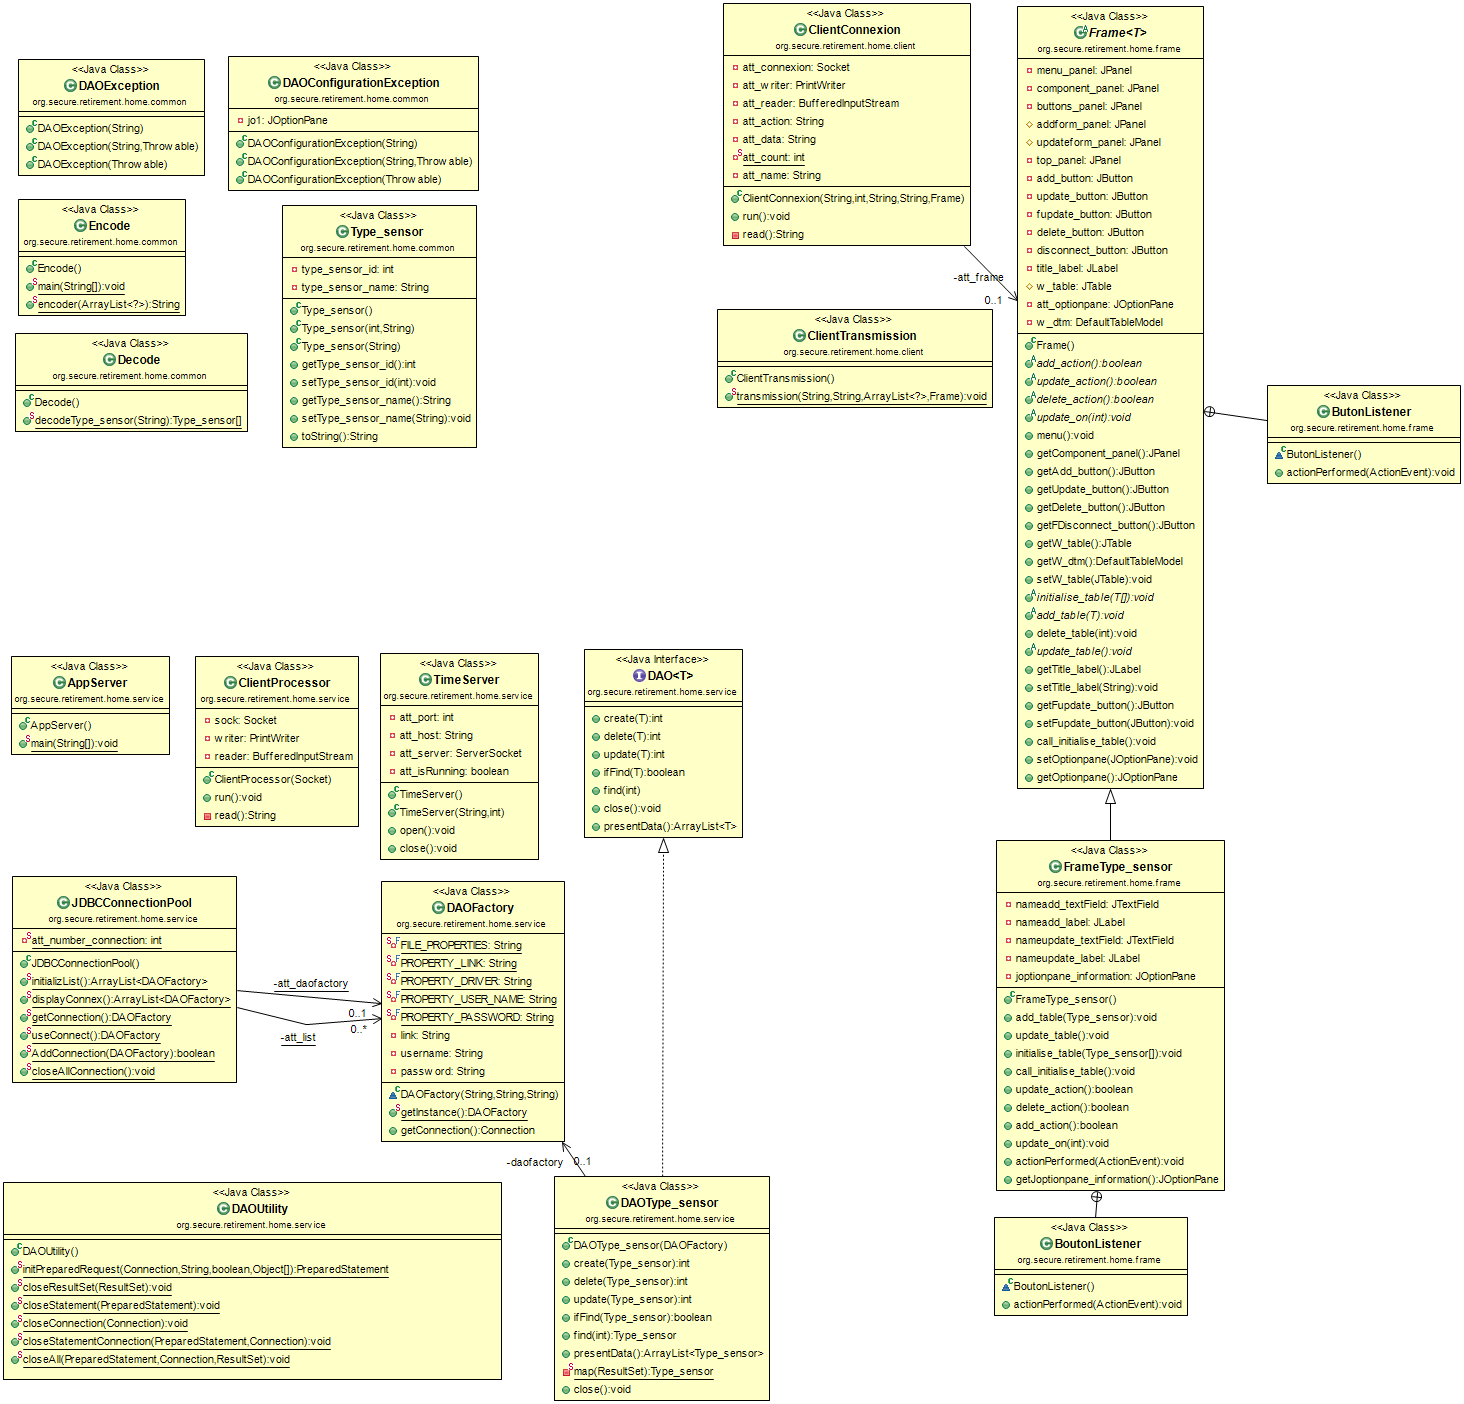 <<Java Class>>
DAOException
org.secure.retirement.home.common
DAOException(String)
DAOException(String,Throwable)
DAOException(Throwable)
<<Java Class>>
DAOConfigurationException
org.secure.retirement.home.common
jo1: JOptionPane
DAOConfigurationException(String)
DAOConfigurationException(String,Throwable)
DAOConfigurationException(Throwable)
<<Java Class>>
Encode
org.secure.retirement.home.common
Encode()
main(String[]):void
encoder(ArrayList<?>):String
<<Java Class>>
Type_sensor
org.secure.retirement.home.common
type_sensor_id: int
type_sensor_name: String
Type_sensor()
Type_sensor(int,String)
Type_sensor(String)
getType_sensor_id():int
setType_sensor_id(int):void
getType_sensor_name():String
setType_sensor_name(String):void
toString():String
<<Java Class>>
Decode
org.secure.retirement.home.common
Decode()
decodeType_sensor(String):Type_sensor[]
<<Java Class>>
ClientConnexion
org.secure.retirement.home.client
att_connexion: Socket
att_writer: PrintWriter
att_reader: BufferedInputStream
att_action: String
att_data: String
att_count: int
att_name: String
ClientConnexion(String,int,String,String,Frame)
run():void
read():String
-att_frame
0..1
<<Java Class>>
ClientTransmission
org.secure.retirement.home.client
ClientTransmission()
transmission(String,String,ArrayList<?>,Frame):void
<<Java Class>>
Frame<T>
org.secure.retirement.home.frame
menu_panel: JPanel
component_panel: JPanel
buttons_panel: JPanel
addform_panel: JPanel
updateform_panel: JPanel
top_panel: JPanel
add_button: JButton
update_button: JButton
fupdate_button: JButton
delete_button: JButton
disconnect_button: JButton
title_label: JLabel
w_table: JTable
att_optionpane: JOptionPane
w_dtm: DefaultTableModel
Frame()
add_action():boolean
update_action():boolean
delete_action():boolean
update_on(int):void
menu():void
getComponent_panel():JPanel
getAdd_button():JButton
getUpdate_button():JButton
getDelete_button():JButton
getFDisconnect_button():JButton
getW_table():JTable
getW_dtm():DefaultTableModel
setW_table(JTable):void
initialise_table(T[]):void
add_table(T):void
delete_table(int):void
update_table():void
getTitle_label():JLabel
setTitle_label(String):void
getFupdate_button():JButton
setFupdate_button(JButton):void
call_initialise_table():void
setOptionpane(JOptionPane):void
getOptionpane():JOptionPane
<<Java Class>>
ButonListener
org.secure.retirement.home.frame
ButonListener()
actionPerformed(ActionEvent):void
<<Java Class>>
AppServer
org.secure.retirement.home.service
AppServer()
main(String[]):void
<<Java Class>>
ClientProcessor
org.secure.retirement.home.service
sock: Socket
writer: PrintWriter
reader: BufferedInputStream
ClientProcessor(Socket)
run():void
read():String
<<Java Class>>
TimeServer
org.secure.retirement.home.service
att_port: int
att_host: String
att_server: ServerSocket
att_isRunning: boolean
TimeServer()
TimeServer(String,int)
open():void
close():void
<<Java Interface>>
DAO<T>
org.secure.retirement.home.service
create(T):int
delete(T):int
update(T):int
ifFind(T):boolean
find(int)
close():void
presentData():ArrayList<T>
<<Java Class>>
JDBCConnectionPool
org.secure.retirement.home.service
att_number_connection: int
JDBCConnectionPool()
initializList():ArrayList<DAOFactory>
displayConnex():ArrayList<DAOFactory>
getConnection():DAOFactory
useConnect():DAOFactory
AddConnection(DAOFactory):boolean
closeAllConnection():void
-att_daofactory
0..1
0..*
-att_list
<<Java Class>>
DAOFactory
org.secure.retirement.home.service
FILE_PROPERTIES: String
PROPERTY_LINK: String
PROPERTY_DRIVER: String
PROPERTY_USER_NAME: String
PROPERTY_PASSWORD: String
link: String
username: String
password: String
DAOFactory(String,String,String)
getInstance():DAOFactory
getConnection():Connection
-daofactory
0..1
<<Java Class>>
FrameType_sensor
org.secure.retirement.home.frame
nameadd_textField: JTextField
nameadd_label: JLabel
nameupdate_textField: JTextField
nameupdate_label: JLabel
joptionpane_information: JOptionPane
FrameType_sensor()
add_table(Type_sensor):void
update_table():void
initialise_table(Type_sensor[]):void
call_initialise_table():void
update_action():boolean
delete_action():boolean
add_action():boolean
update_on(int):void
actionPerformed(ActionEvent):void
getJoptionpane_information():JOptionPane
<<Java Class>>
DAOUtility
org.secure.retirement.home.service
DAOUtility()
initPreparedRequest(Connection,String,boolean,Object[]):PreparedStatement
closeResultSet(ResultSet):void
closeStatement(PreparedStatement):void
closeConnection(Connection):void
closeStatementConnection(PreparedStatement,Connection):void
closeAll(PreparedStatement,Connection,ResultSet):void
<<Java Class>>
DAOType_sensor
org.secure.retirement.home.service
DAOType_sensor(DAOFactory)
create(Type_sensor):int
delete(Type_sensor):int
update(Type_sensor):int
ifFind(Type_sensor):boolean
find(int):Type_sensor
presentData():ArrayList<Type_sensor>
map(ResultSet):Type_sensor
close():void
<<Java Class>>
BoutonListener
org.secure.retirement.home.frame
BoutonListener()
actionPerformed(ActionEvent):void